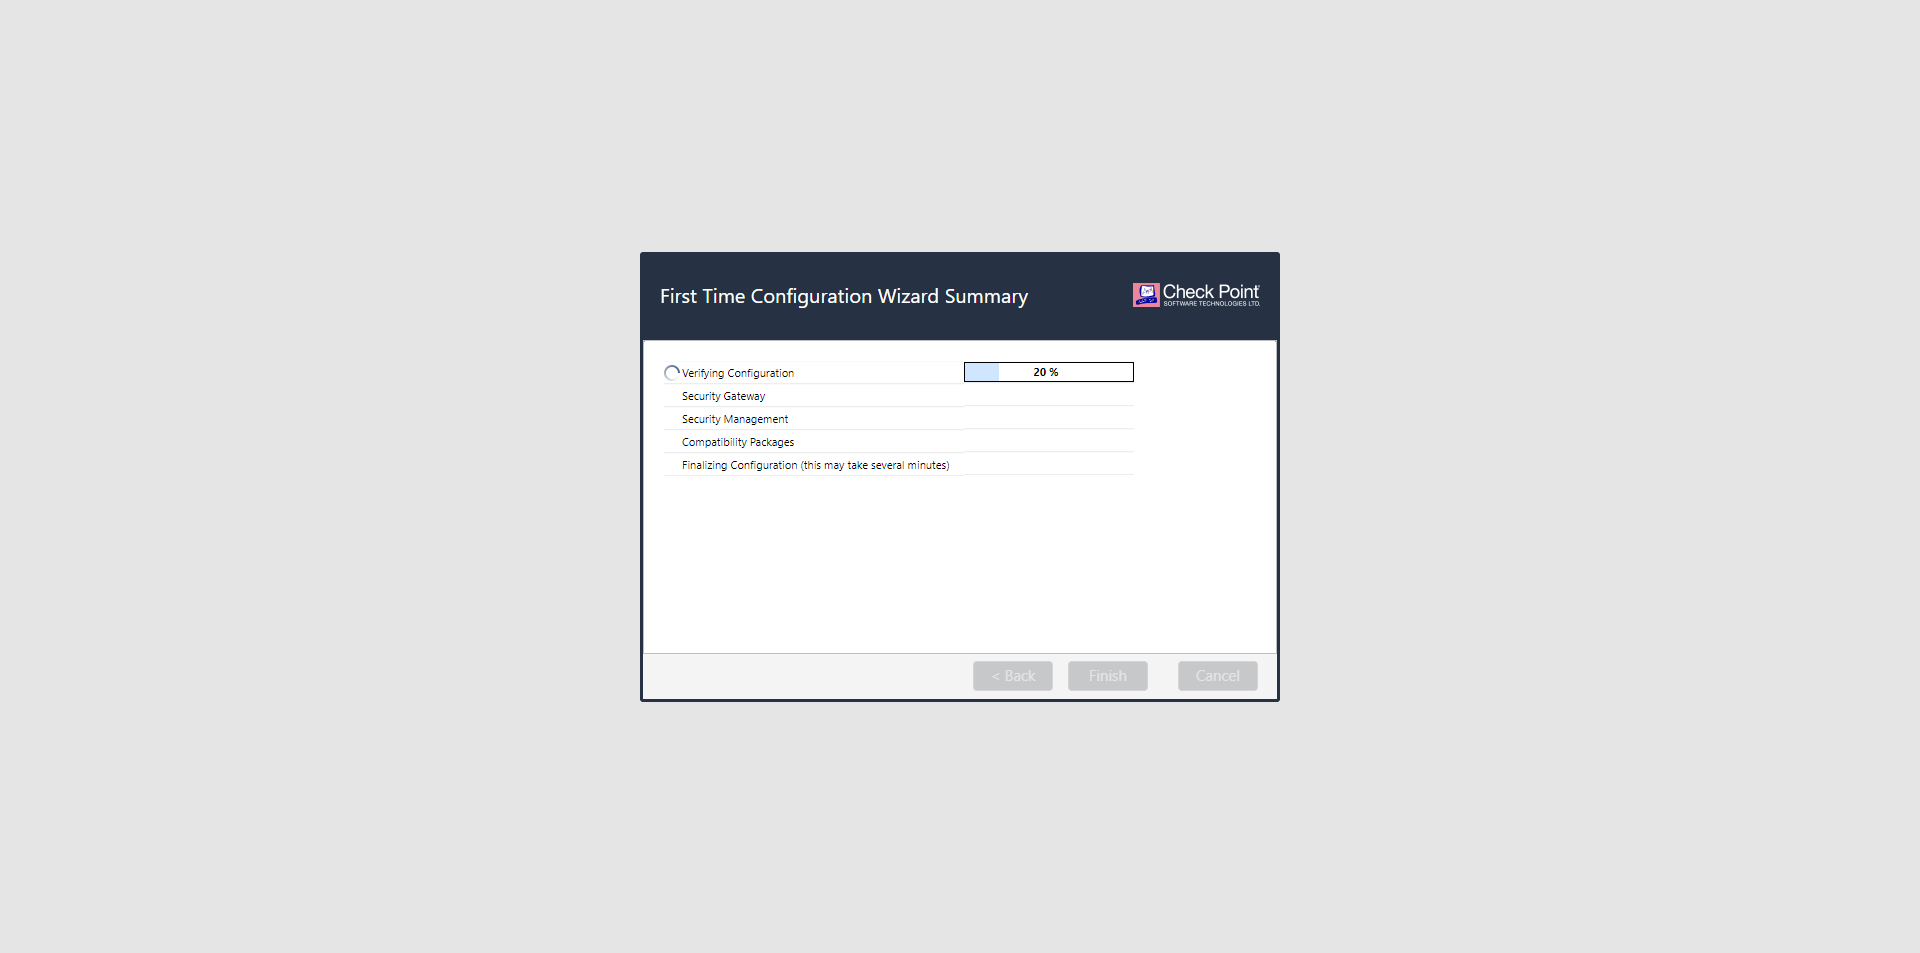 First Time Configuration Wizard Summary
Check Point
SOFTWARE TECHNOLOGIES LTD.
Verifying Configuration
20 %
Security Gateway
Security Management
Compatibility Packages
Finalizing Configuration (this may take several minutes)
< Back
Finish
Cancel